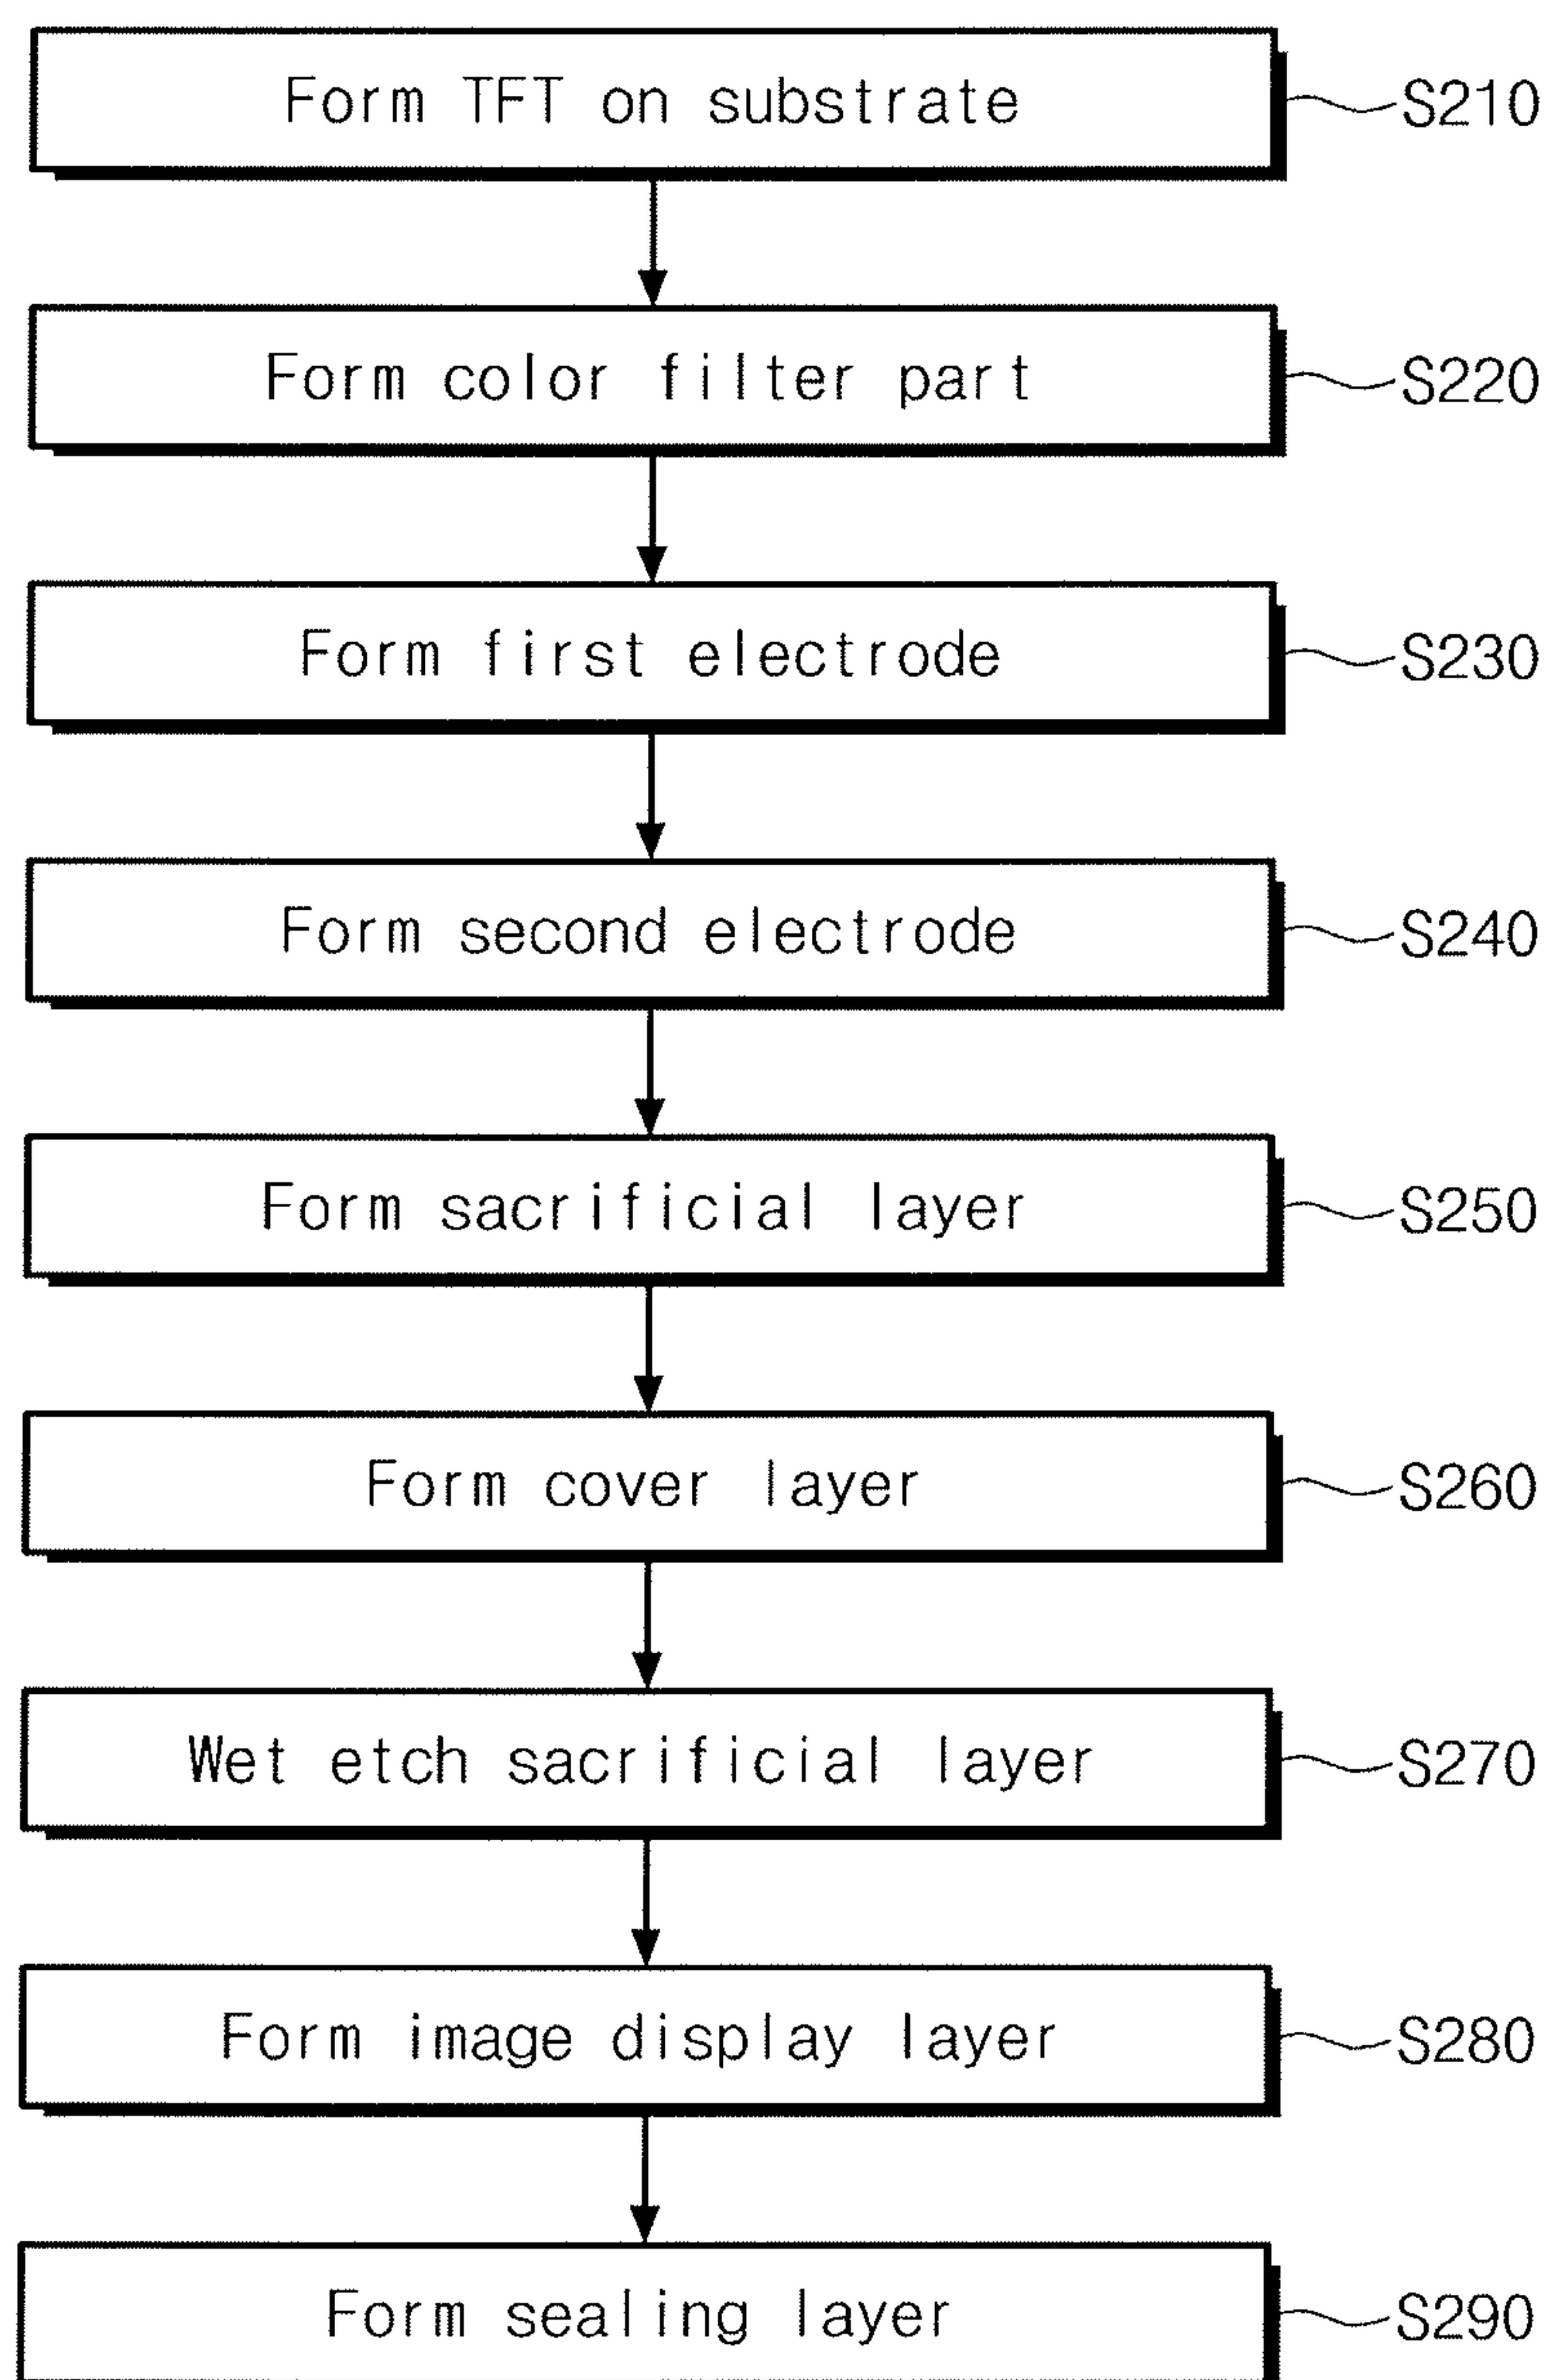 Form TFT on substrate S210
Form color filter part S220
Form first electrode S230
Form second electrode S240
Form sacrificial layer S250
Form cover layer S260
Wet etch sacrificial layer S270
Form image display layer S280
Form sealing layer S290